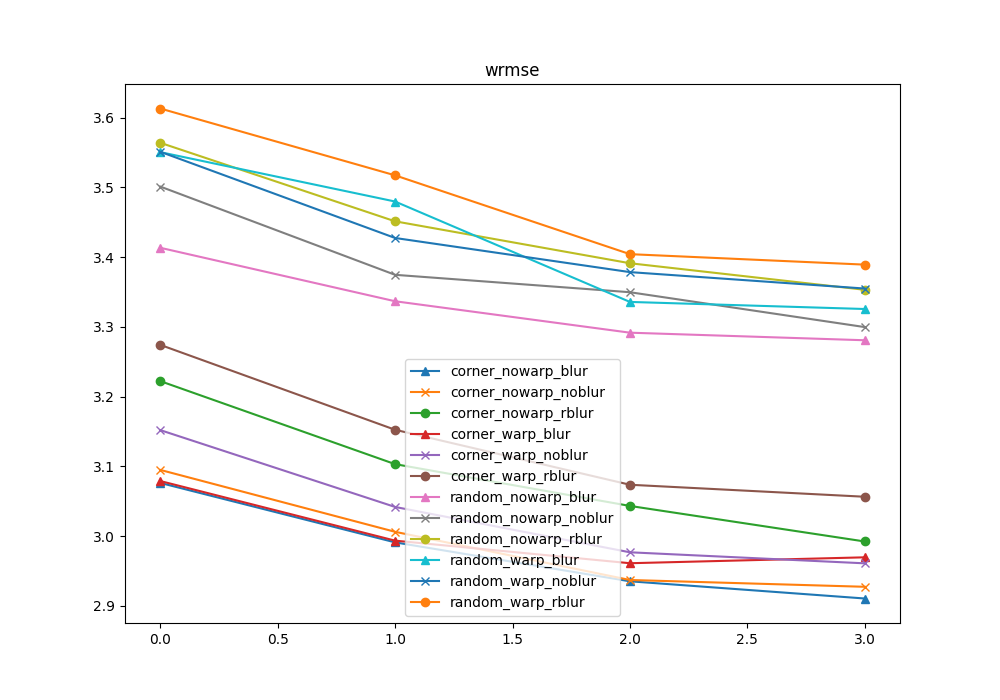 wrmse
3.6
3.5
3.4
3.3
3.2
3.1
3.0
2.9
corner_nowarp_blur
corner_nowarp_noblur
corner_nowarp_rblur
corner_warp_blur
corner_warp_noblur
corner_warp_rblur
random_nowarp_blur
random_nowarp_noblur
random_nowarp_rblur
random_warp_blur
random_warp_noblur
random_warp_rblur
0.0 0.5 1.0 1.5 2.0 2.5 3.0